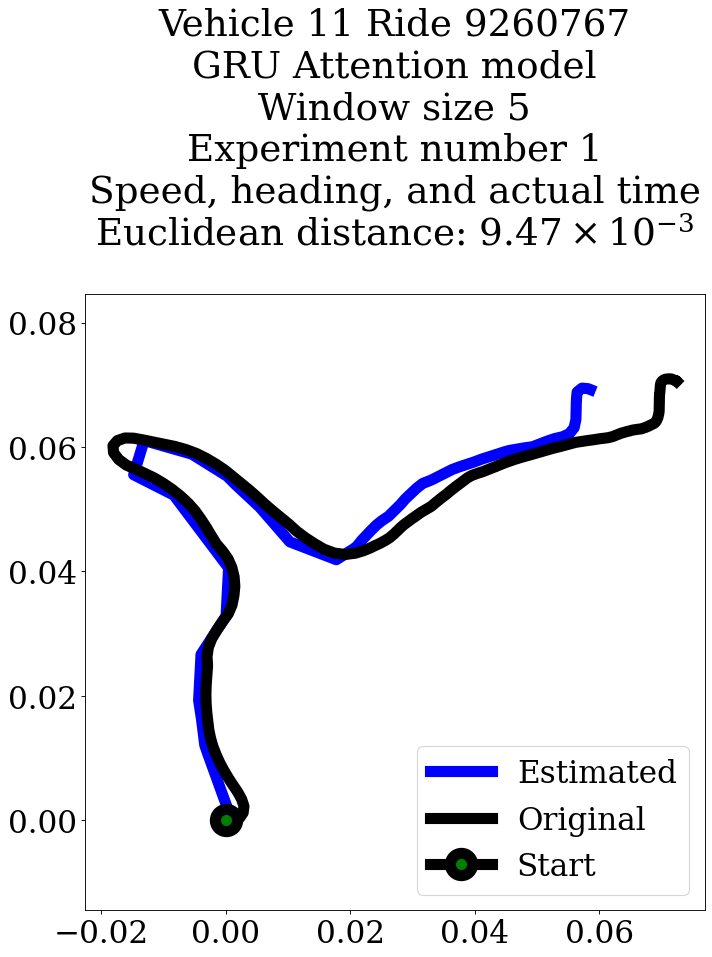 Vehicle 11 Ride 9260767
GRU Attention model
Window size 5
Experiment number 1
Speed, heading, and actual time
Euclidean distance: 9.47 × 10⁻³
0.08
0.06
0.04
0.02
0.00
−0.02 0.00 0.02 0.04 0.06
Estimated
Original
Start